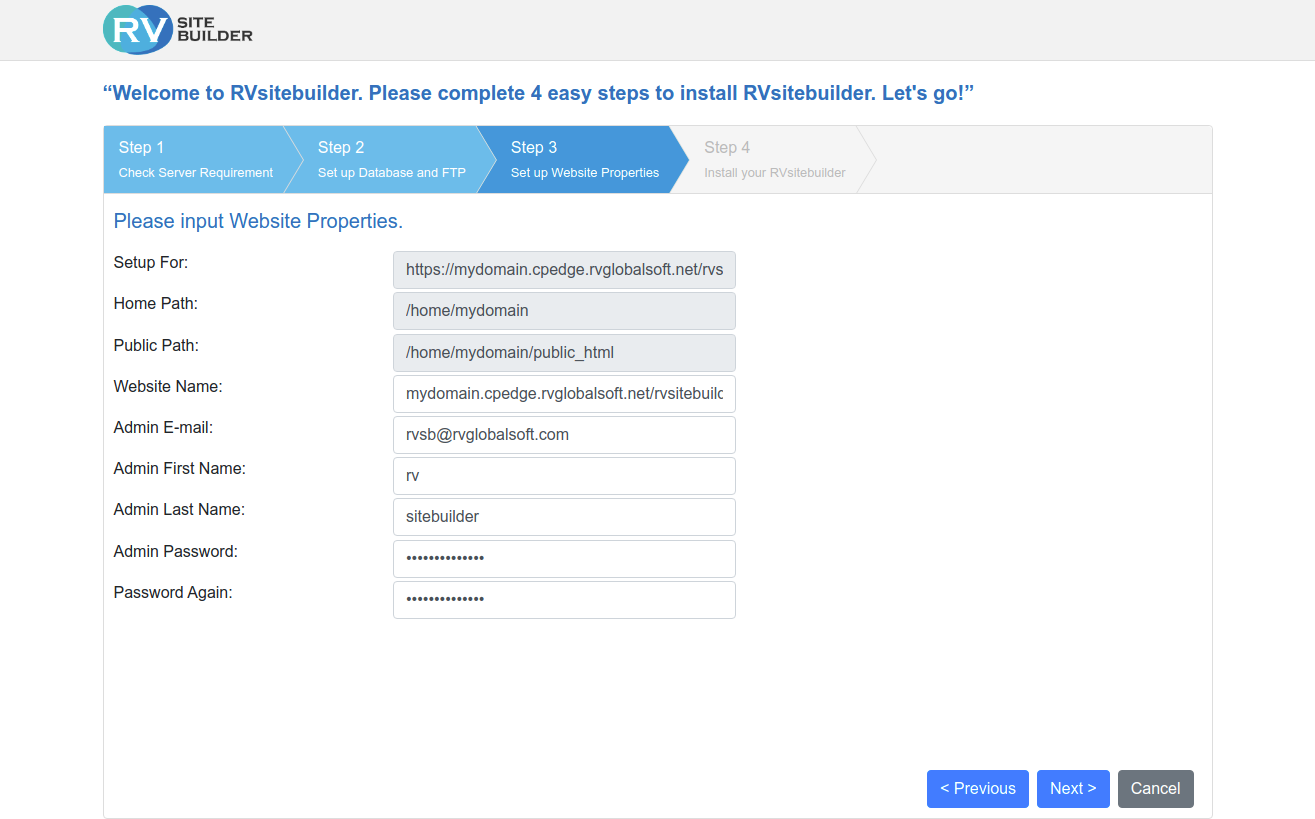 RV SITE BUILDER
“Welcome to RVsitebuilder. Please complete 4 easy steps to install RVsitebuilder. Let's go!”
Step 1
Check Server Requirement
Step 2
Set up Database and FTP
Step 3
Set up Website Properties
Step 4
Install your RVsitebuilder
Please input Website Properties.
Setup For: https://mydomain.cpedge.rvglobalsoft.net/rvs
Home Path: /home/mydomain
Public Path: /home/mydomain/public_html
Website Name: mydomain.cpedge.rvglobalsoft.net/rvsitebuild
Admin E-mail: rvsb@rvglobalsoft.com
Admin First Name: rv
Admin Last Name: sitebuilder
Admin Password: ••••••••••••••
Password Again: ••••••••••••••
< Previous Next > Cancel